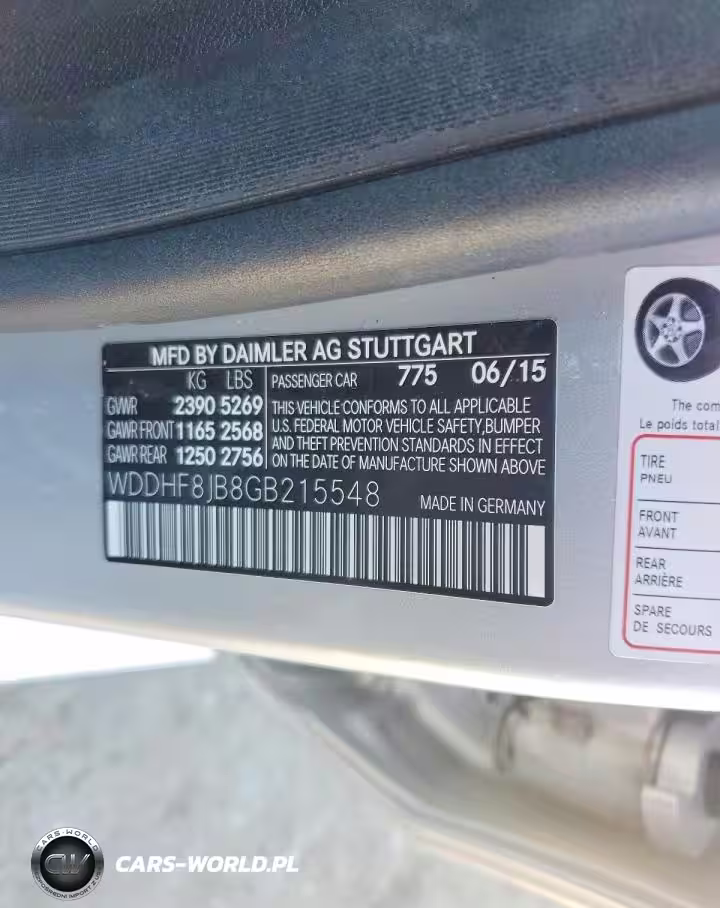 MFD BY DAIMLER AG STUTTGART
KG LBS PASSENGER CAR 775 06/15
GVWR 2390 5269 THIS VEHICLE CONFORMS TO ALL APPLICABLE
GAWR FRONT 1165 2568 U.S. FEDERAL MOTOR VEHICLE SAFETY,BUMPER
GAWR REAR 1250 2756 AND THEFT PREVENTION STANDARDS IN EFFECT
ON THE DATE OF MANUFACTURE SHOWN ABOVE
WDDHF8JB8GB215548 MADE IN GERMANY
The com
Le poids total
TIRE
PNEU
FRONT
AVANT
REAR
ARRIÈRE
SPARE
DE SECOURS
CARS-WORLD
CW
CARS-WORLD.PL